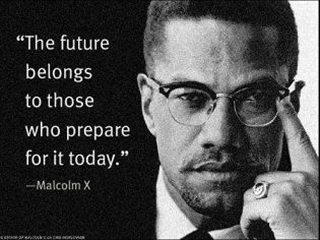 “The future
belongs
to those
who prepare
for it today.”
—Malcolm X